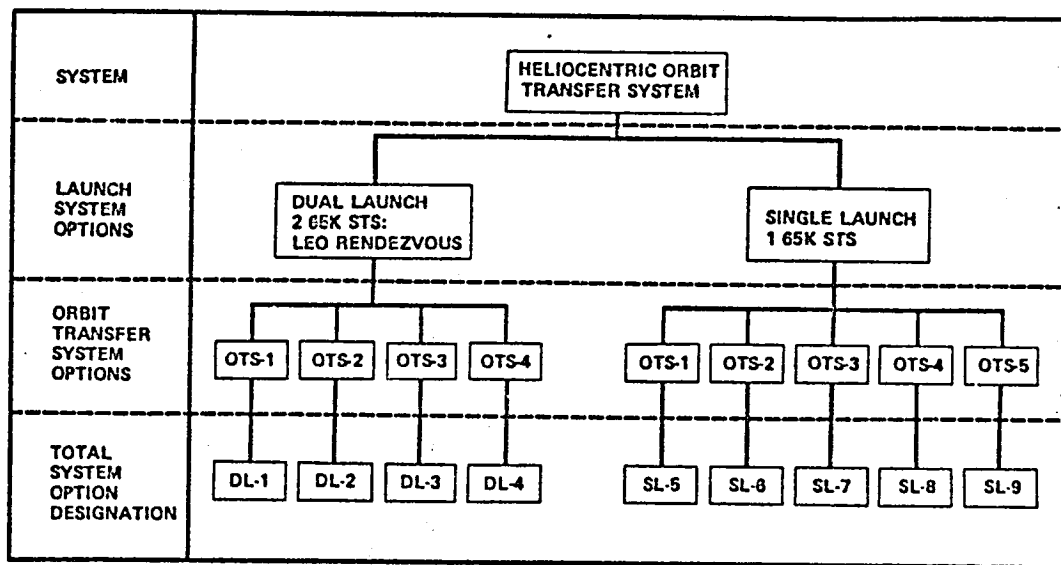 SYSTEM
HELIOCENTRIC ORBIT
TRANSFER SYSTEM
LAUNCH
SYSTEM
OPTIONS
DUAL LAUNCH
2 65K STS:
LEO RENDEZVOUS
SINGLE LAUNCH
1 65K STS
ORBIT
TRANSFER
SYSTEM
OPTIONS
OTS-1 OTS-2 OTS-3 OTS-4 OTS-1 OTS-2 OTS-3 OTS-4 OTS-5
TOTAL
SYSTEM
OPTION
DESIGNATION
DL-1 DL-2 DL-3 DL-4 SL-5 SL-6 SL-7 SL-8 SL-9